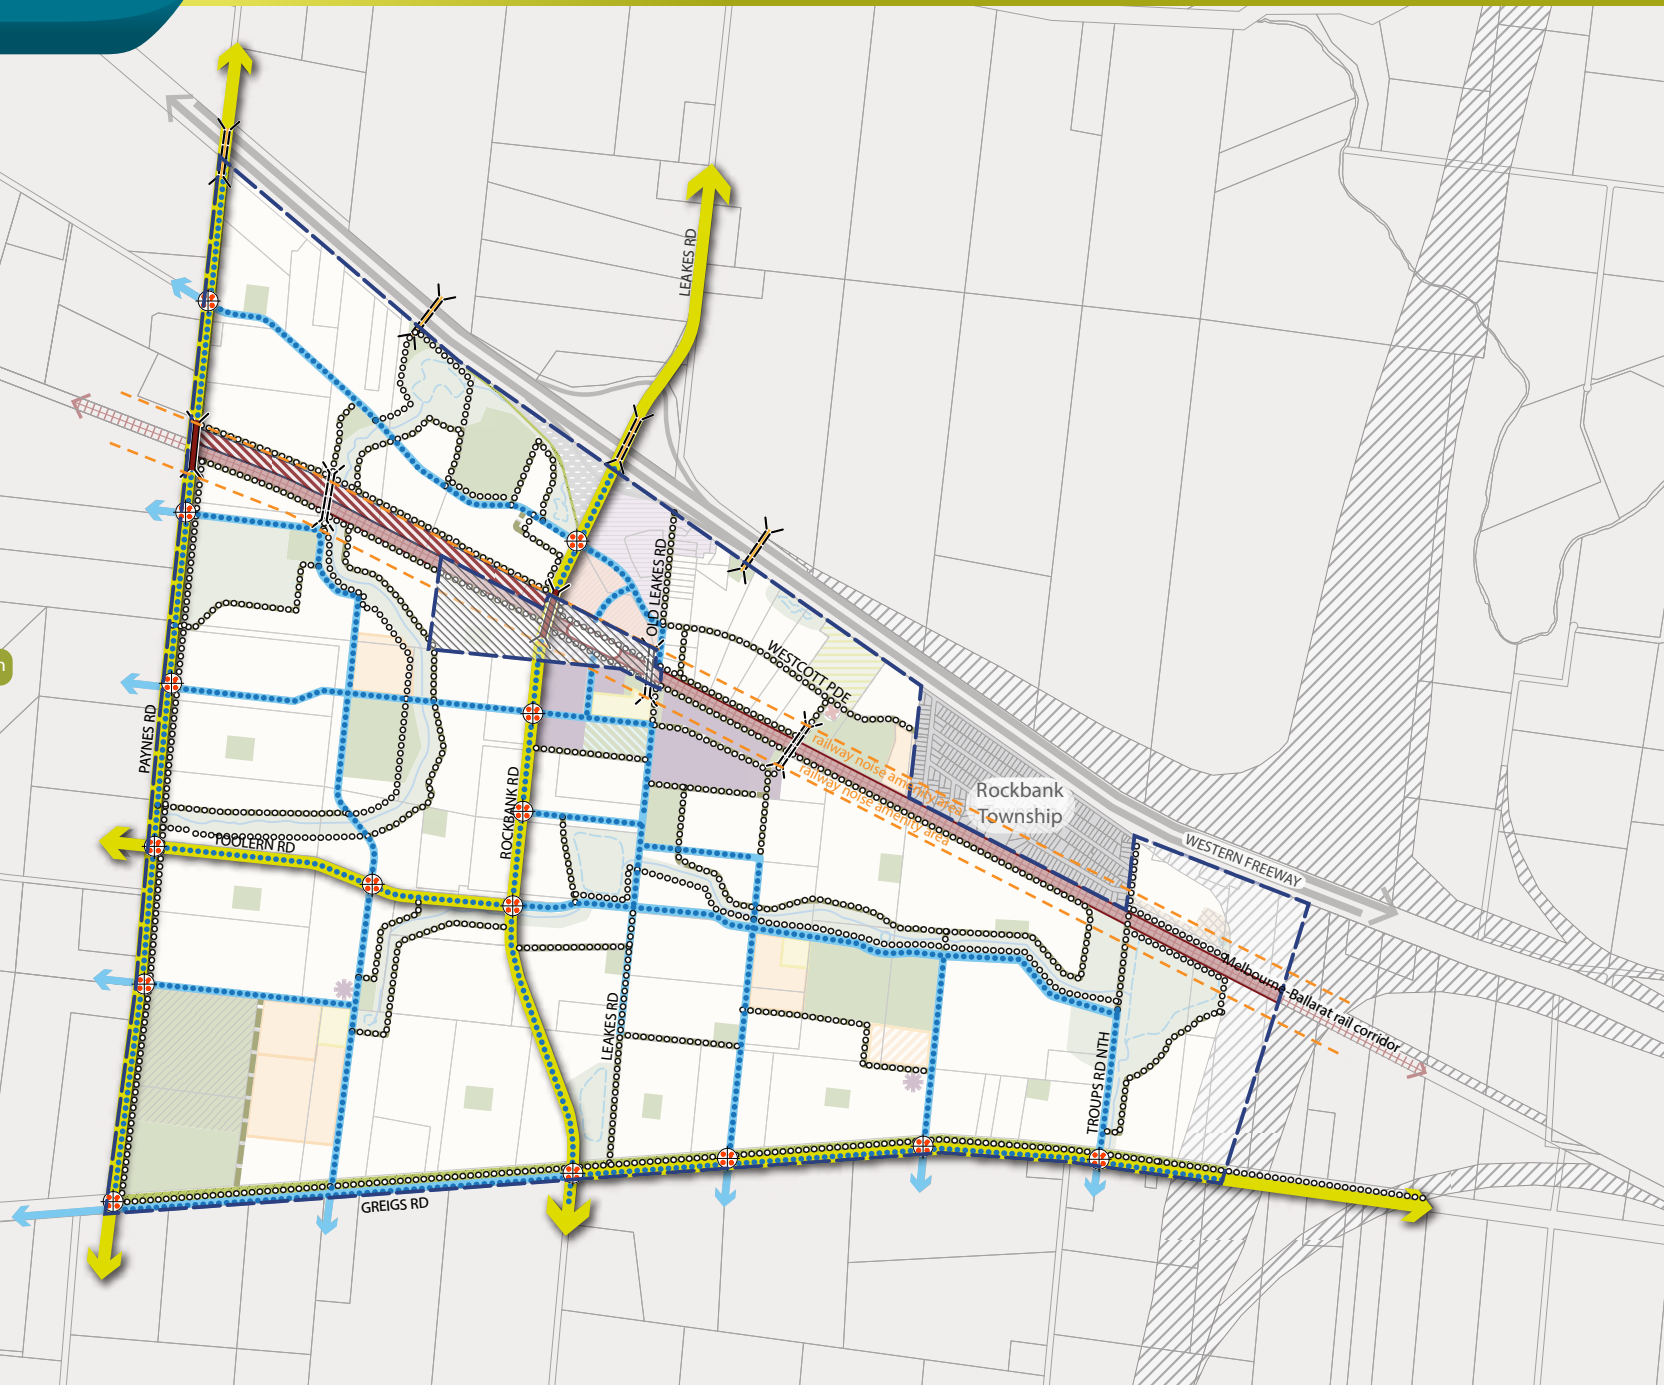 LEAKES RD
OLD LEAKES RD
WESTCOTT PDE
PAYNES RD
railway noise amenity area
railway noise amenity area
Rockbank
Township
ROCKBANK RD
TOOLERN RD
WESTERN FREEWAY
Melbourne-Ballarat rail corridor
LEAKES RD
TROUPS RD NTH
GREIGS RD